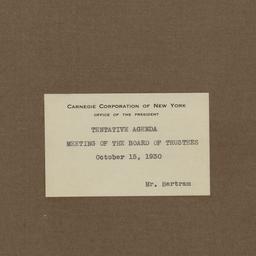 CARNEGIE CORPORATION OF NEW YORK
OFFICE OF THE PRESIDENT
TENTATIVE AGENDA
MEETING OF THE BOARD OF TRUSTEES
October 15, 1930
Mr. Bertram